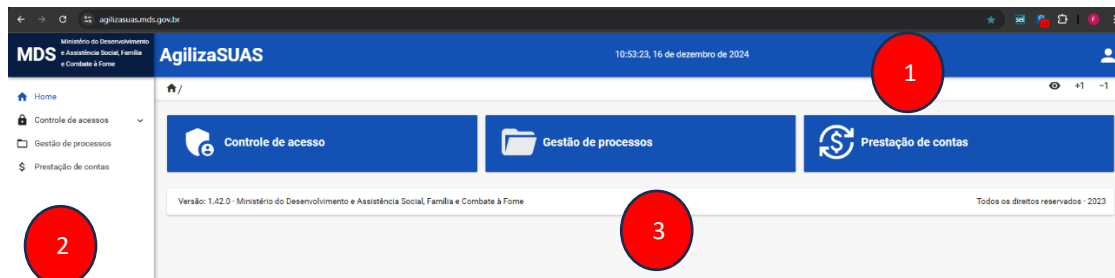 agilizasuas.mds.gov.br
sei
F
MDS
Ministério do Desenvolvimento
e Assistência Social, Família
e Combate à Fome
AgilizaSUAS
10:53:23, 16 de dezembro de 2024
1
Home
/
+1 -1
Controle de acessos
Gestão de processos
$ Prestação de contas
Controle de acesso
Gestão de processos
$ Prestação de contas
Versão: 1.42.0 - Ministério do Desenvolvimento e Assistência Social, Família e Combate à Fome
Todos os direitos reservados - 2023
2
3